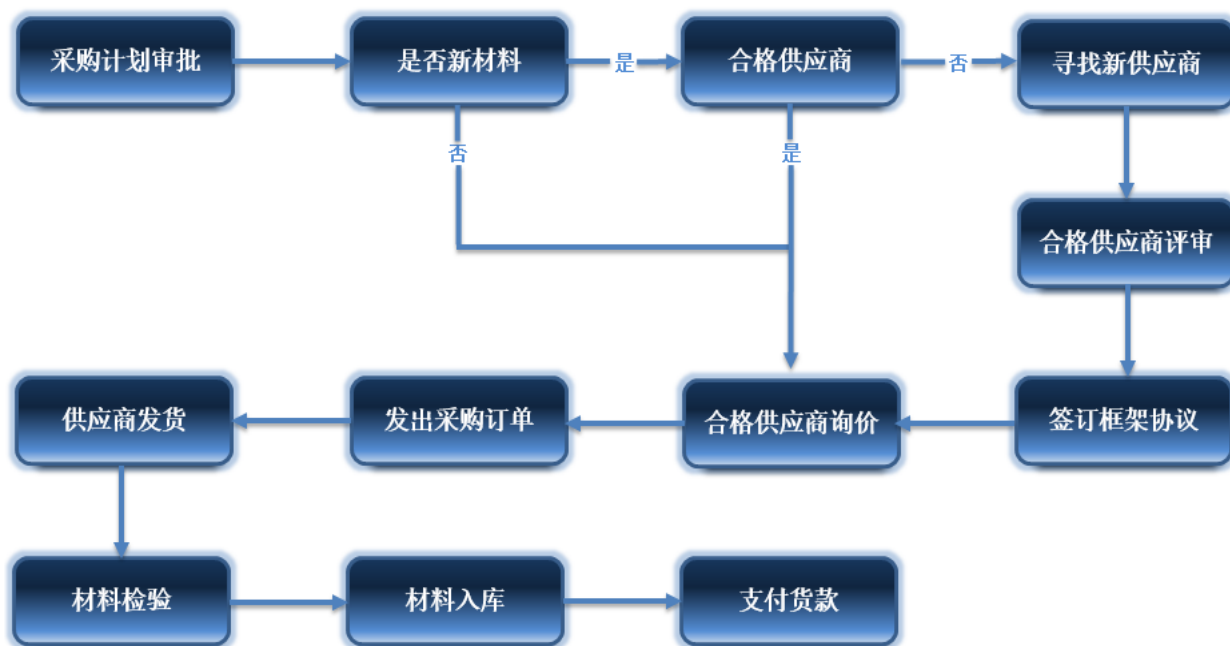 采购计划审批
是否新材料
是
合格供应商
否
寻找新供应商
否
是
合格供应商评审
供应商发货
发出采购订单
合格供应商询价
签订框架协议
材料检验
材料入库
支付货款